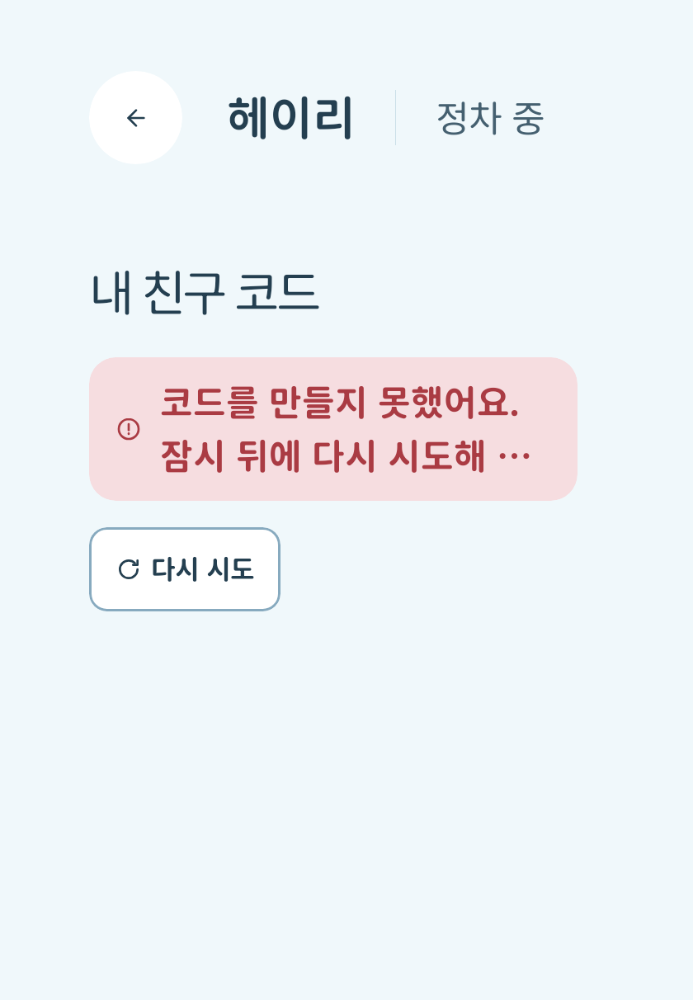 헤이리
정차 중
내 친구 코드
코드를 만들지 못했어요.
잠시 뒤에 다시 시도해 …
다시 시도